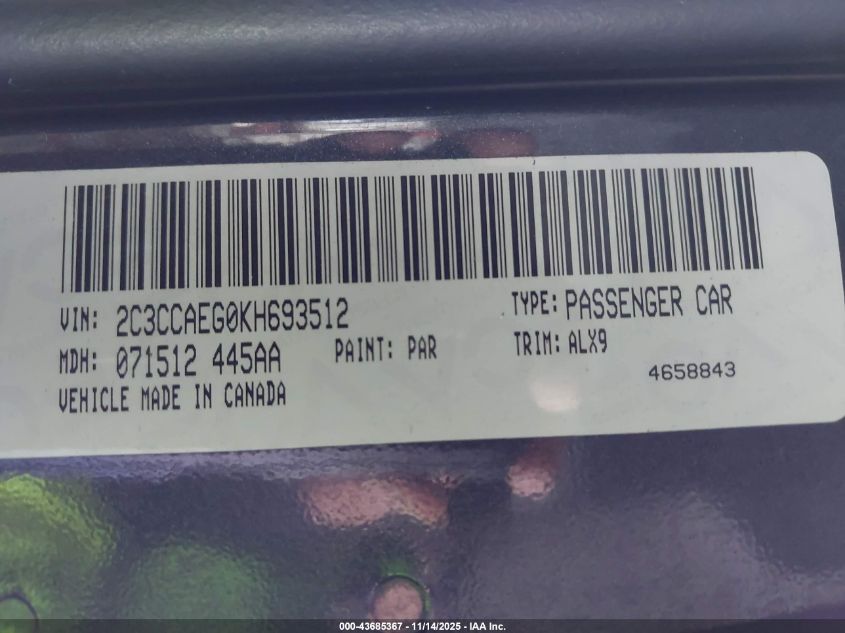 VIN: 2C3CCAEG0KH693512 TYPE: PASSENGER CAR
MDH: 071512 445AA PAINT: PAR TRIM: ALX9
VEHICLE MADE IN CANADA 4658843
000-43685367 - 11/14/2025 - IAA Inc.